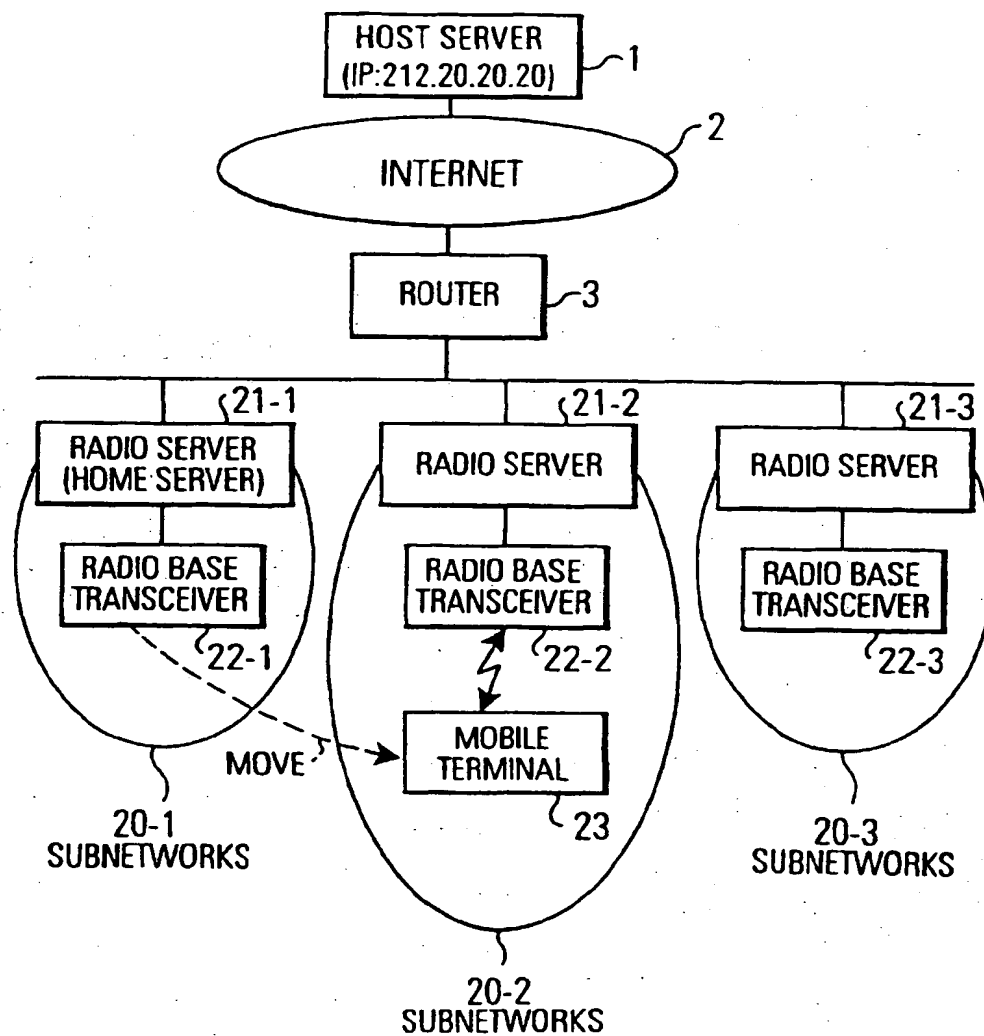 HOST SERVER
(IP:212.20.20.20)
1
2
INTERNET
ROUTER
3
21-1
21-2
21-3
RADIO SERVER
(HOME SERVER)
RADIO SERVER
RADIO SERVER
RADIO BASE
TRANSCEIVER
RADIO BASE
TRANSCEIVER
RADIO BASE
TRANSCEIVER
22-1
22-2
22-3
MOVE
MOBILE
TERMINAL
23
20-1
SUBNETWORKS
20-3
SUBNETWORKS
20-2
SUBNETWORKS